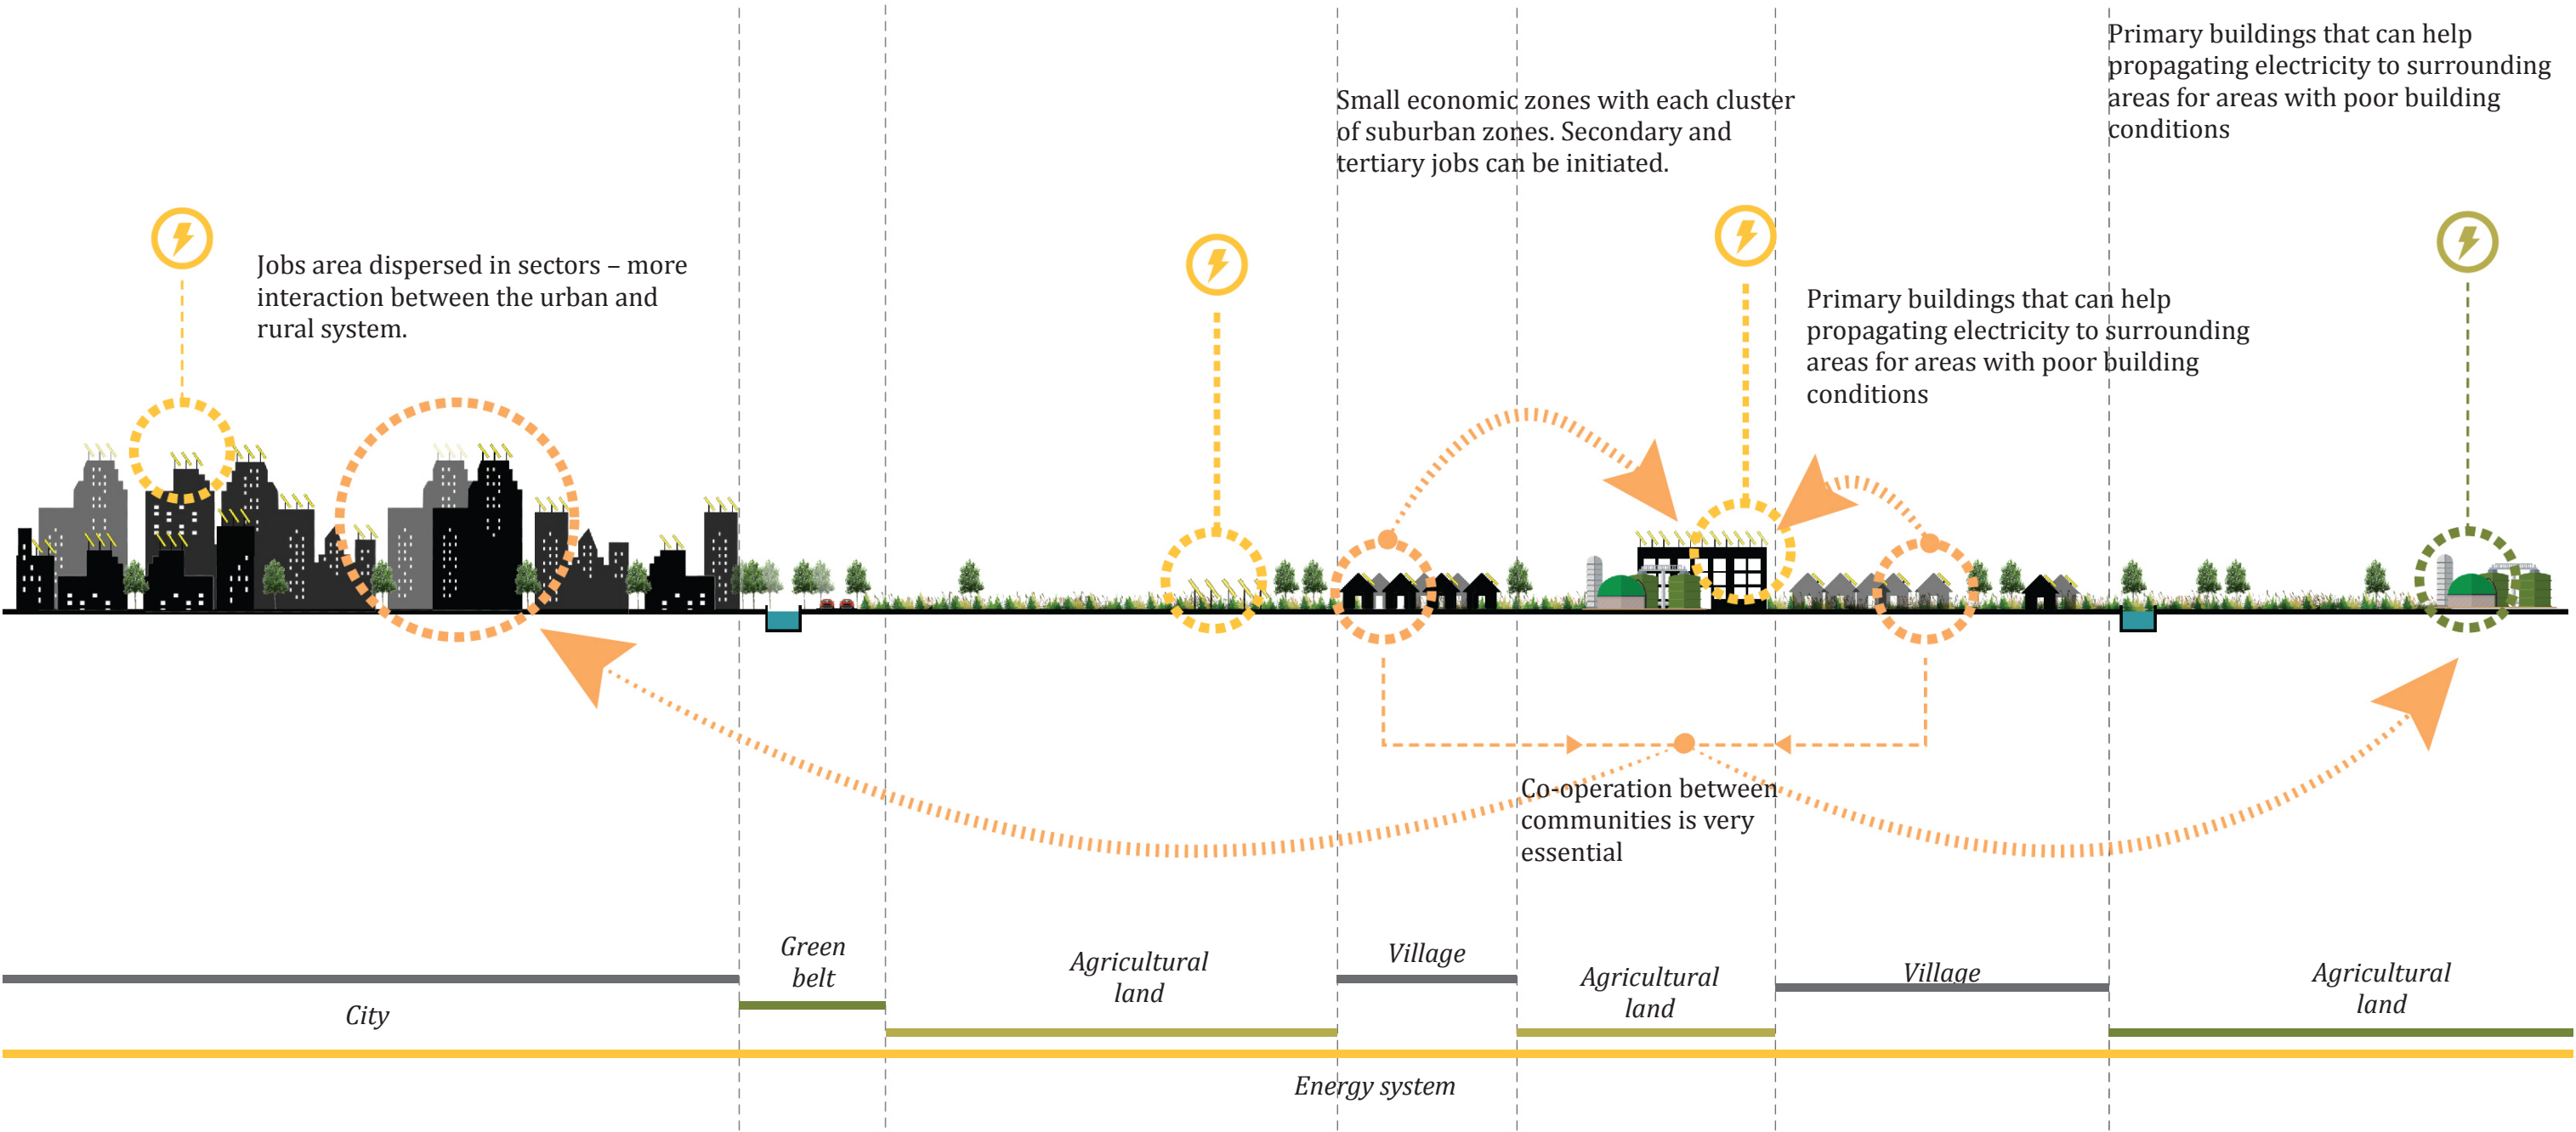 Primary buildings that can help
propagating electricity to surrounding
areas for areas with poor building
conditions
Small economic zones with each cluster
of suburban zones. Secondary and
tertiary jobs can be initiated.
Jobs area dispersed in sectors – more
interaction between the urban and
rural system.
Primary buildings that can help
propagating electricity to surrounding
areas for areas with poor building
conditions
Co-operation between
communities is very
essential
City
Green
belt
Agricultural
land
Village
Agricultural
land
Village
Agricultural
land
Energy system